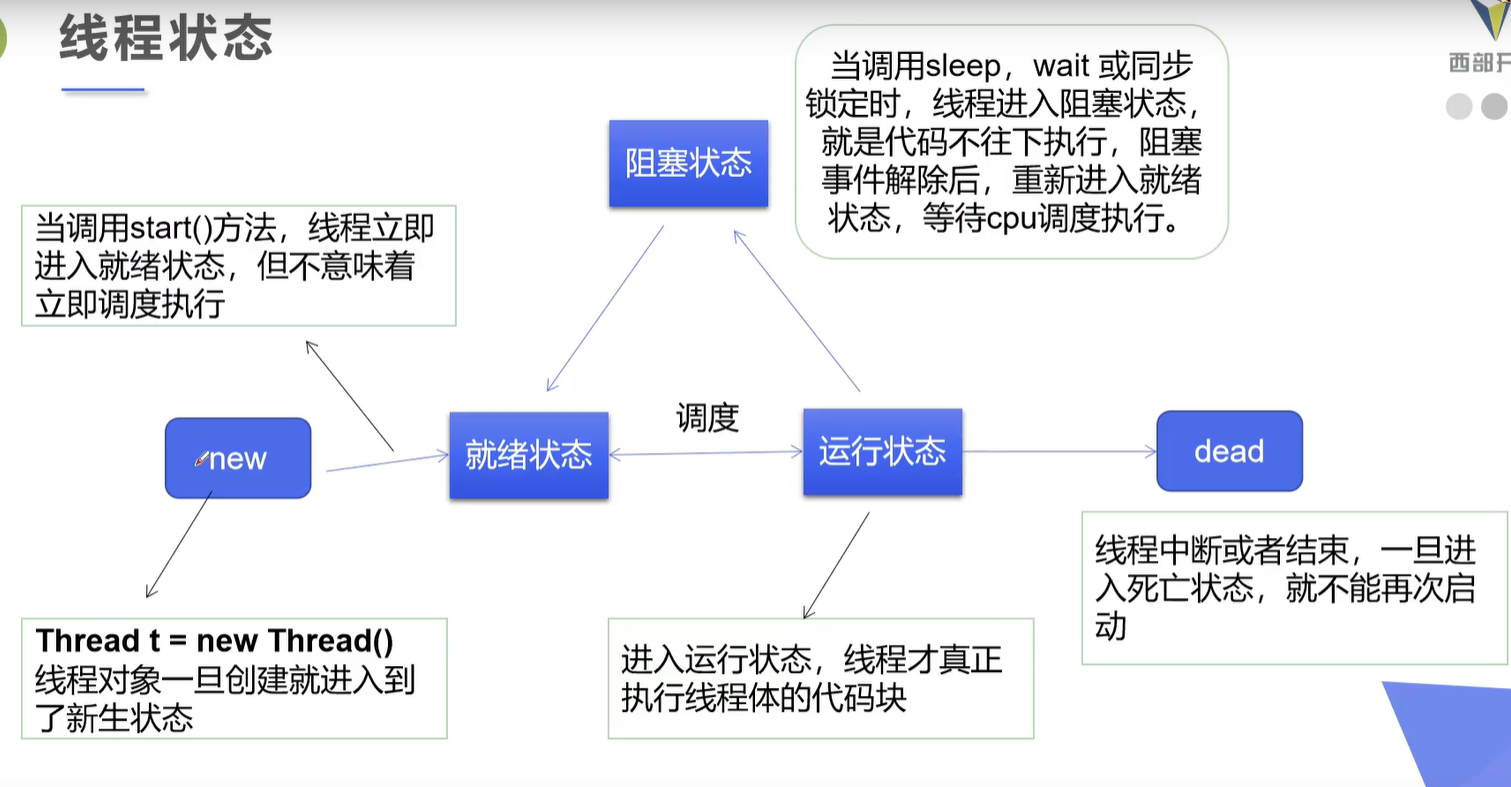 线程状态
西部开
当调用sleep，wait 或同步
锁定时，线程进入阻塞状态，
就是代码不往下执行，阻塞
事件解除后，重新进入就绪
状态，等待cpu调度执行。
阻塞状态
当调用start()方法，线程立即
进入就绪状态，但不意味着
立即调度执行
new
就绪状态
调度
运行状态
dead
线程中断或者结束，一旦进
入死亡状态，就不能再次启
动
Thread t = new Thread()
线程对象一旦创建就进入到
了新生状态
进入运行状态，线程才真正
执行线程体的代码块